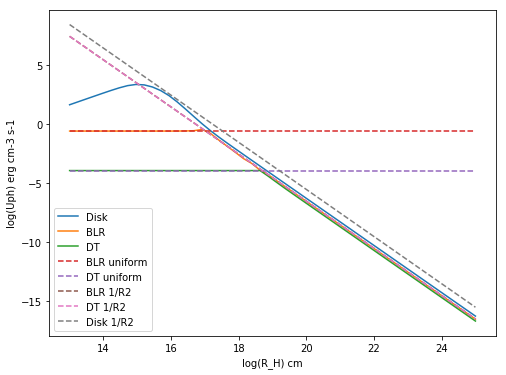 5
0
−5
−10
−15
log(Uph) erg cm-3 s-1
Disk
BLR
DT
BLR uniform
DT uniform
BLR 1/R2
DT 1/R2
Disk 1/R2
14 16 18 20 22 24
log(R_H) cm